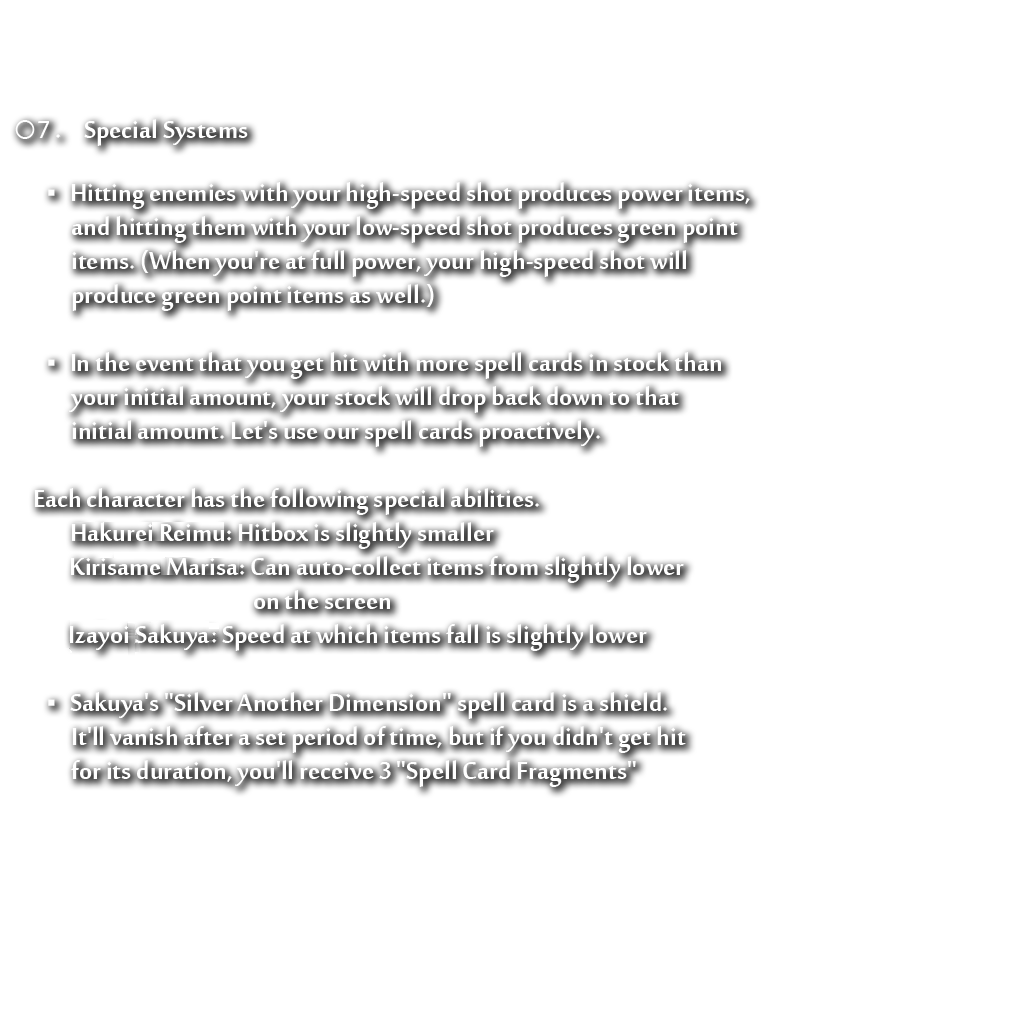 ○7. Special Systems
▪ Hitting enemies with your high-speed shot produces power items,
and hitting them with your low-speed shot produces green point
items. (When you're at full power, your high-speed shot will
produce green point items as well.)
▪ In the event that you get hit with more spell cards in stock than
your initial amount, your stock will drop back down to that
initial amount. Let's use our spell cards proactively.
Each character has the following special abilities.
Hakurei Reimu: Hitbox is slightly smaller
Kirisame Marisa: Can auto-collect items from slightly lower
on the screen
Izayoi Sakuya: Speed at which items fall is slightly lower
▪ Sakuya's "Silver Another Dimension" spell card is a shield.
It'll vanish after a set period of time, but if you didn't get hit
for its duration, you'll receive 3 "Spell Card Fragments"